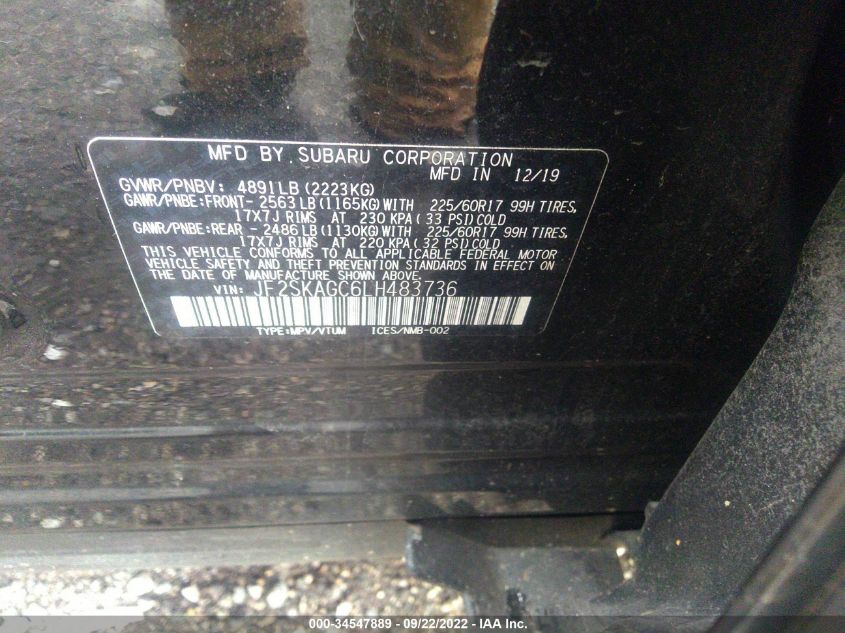 MFD BY. SUBARU CORPORATION
MFD IN 12/19
GVWR/PNBV: 4891LB (2223KG)
GAWR/PNBE:FRONT- 2563LB (1165KG) WITH 225/60R17 99H TIRES,
17X7J RIMS AT 230 KPA (33 PSI) COLD
GAWR/PNBE:REAR - 2486LB (1130KG) WITH 225/60R17 99H TIRES,
17X7J RIMS AT 220 KPA (32 PSI) COLD
THIS VEHICLE CONFORMS TO ALL APPLICABLE FEDERAL MOTOR
VEHICLE SAFETY AND THEFT PREVENTION STANDARDS IN EFFECT ON
THE DATE OF MANUFACTURE SHOWN ABOVE.
VIN: JF2SKAGC6LH483736
TYPE:MPV/VTUM ICES/NMB-002
000-34547889 - 09/22/2022 - IAA Inc.